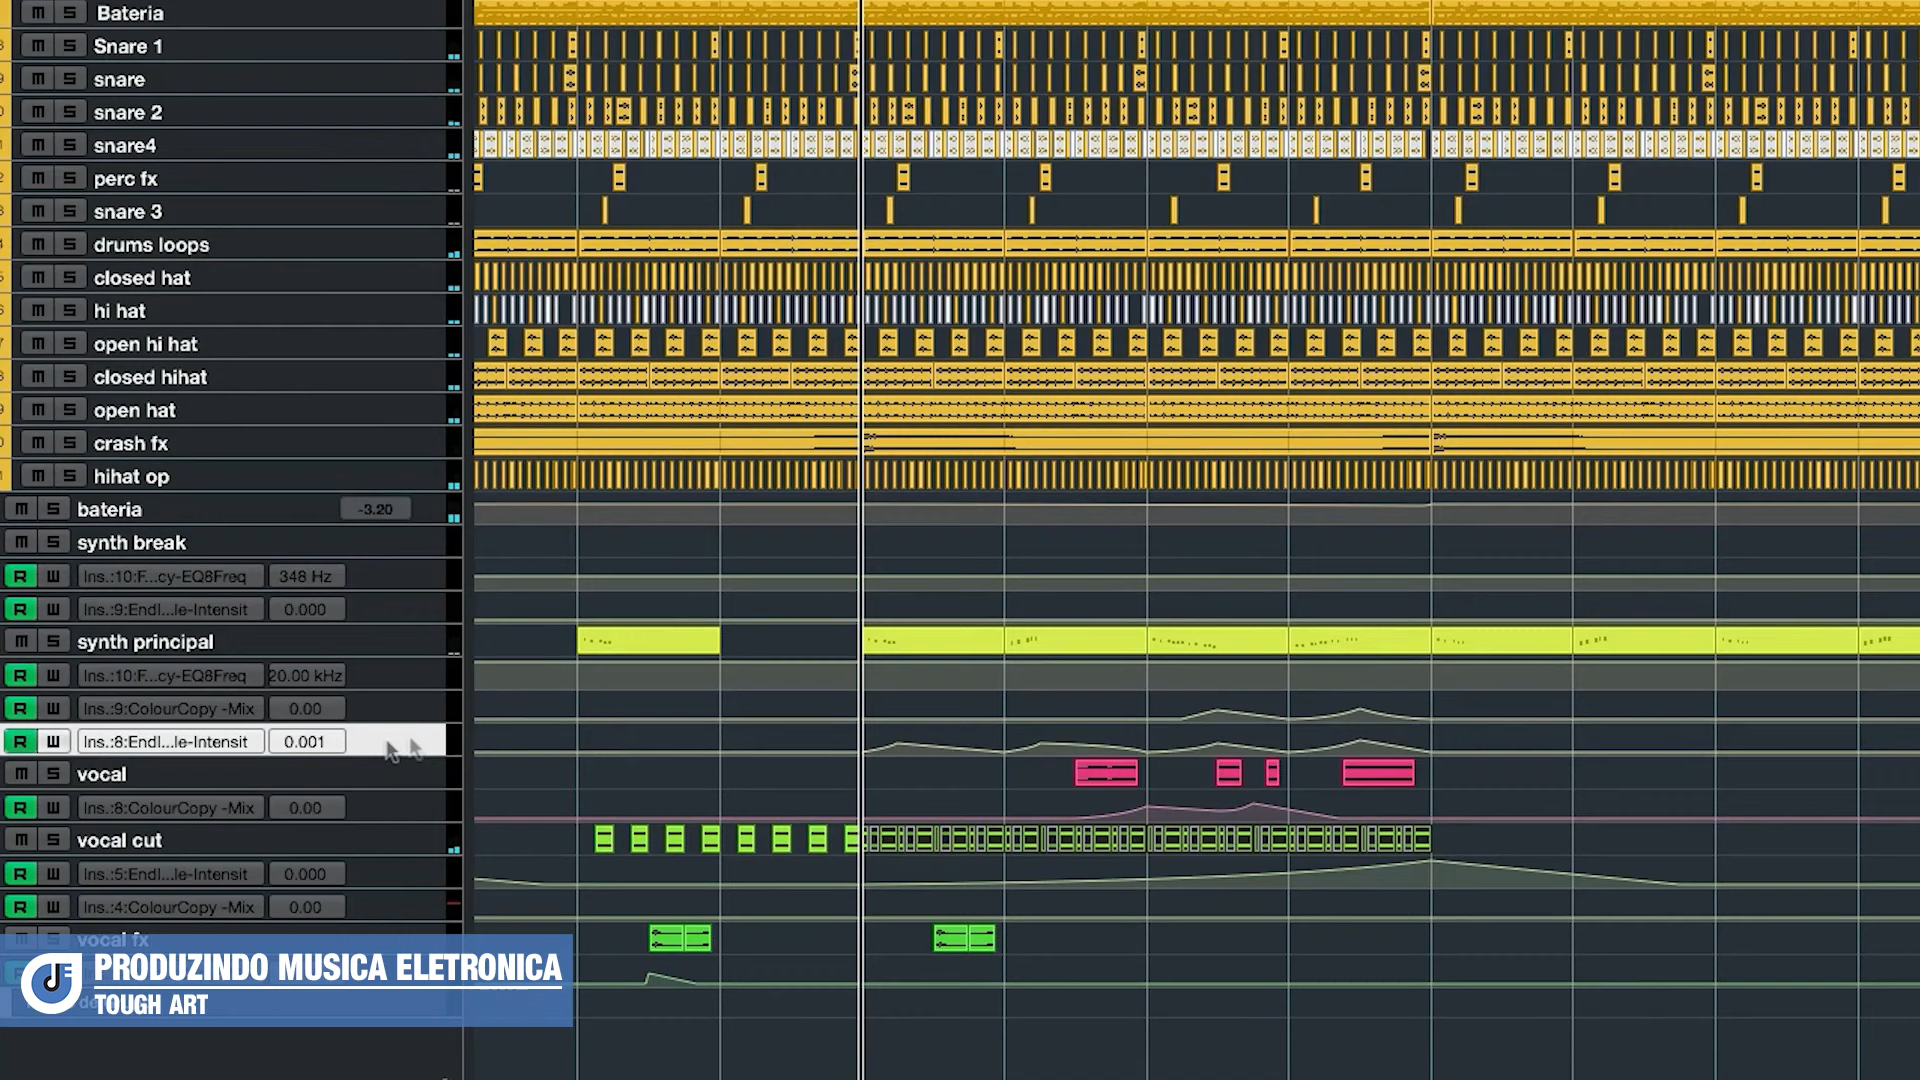 M S Bateria
M S Snare 1
M S snare
M S snare 2
M S snare4
M S perc fx
M S snare 3
M S drums loops
M S closed hat
M S hi hat
M S open hi hat
M S closed hihat
M S open hat
M S crash fx
M S hihat op
M S bateria -3.20
M S synth break
R W Ins.:10:F...cy-EQ8Freq 348 Hz
R W Ins.:9:Endl...le-Intensit 0.000
M S synth principal
R W Ins.:10:F...cy-EQ8Freq 20.00 kHz
R W Ins.:9:ColourCopy -Mix 0.00
R W Ins.:8:Endl...le-Intensit 0.001
M S vocal
R W Ins.:8:ColourCopy -Mix 0.00
M S vocal cut
R W Ins.:5:Endl...le-Intensit 0.000
R W Ins.:4:ColourCopy -Mix 0.00
M S vocal fx
PRODUZINDO MUSICA ELETRONICA
TOUGH ART